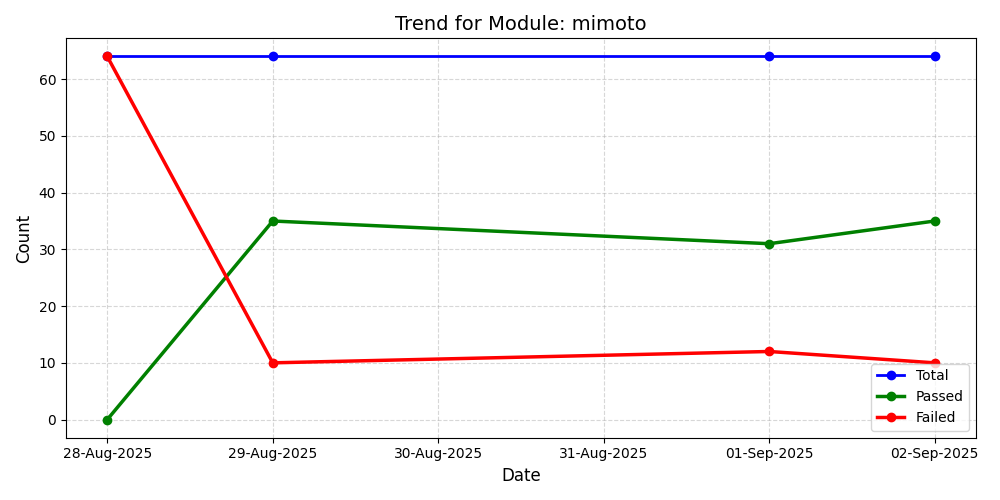 Trend for Module: mimoto
Count
60
50
40
30
20
10
0
28-Aug-2025
29-Aug-2025
30-Aug-2025
31-Aug-2025
01-Sep-2025
02-Sep-2025
Date
Total
Passed
Failed